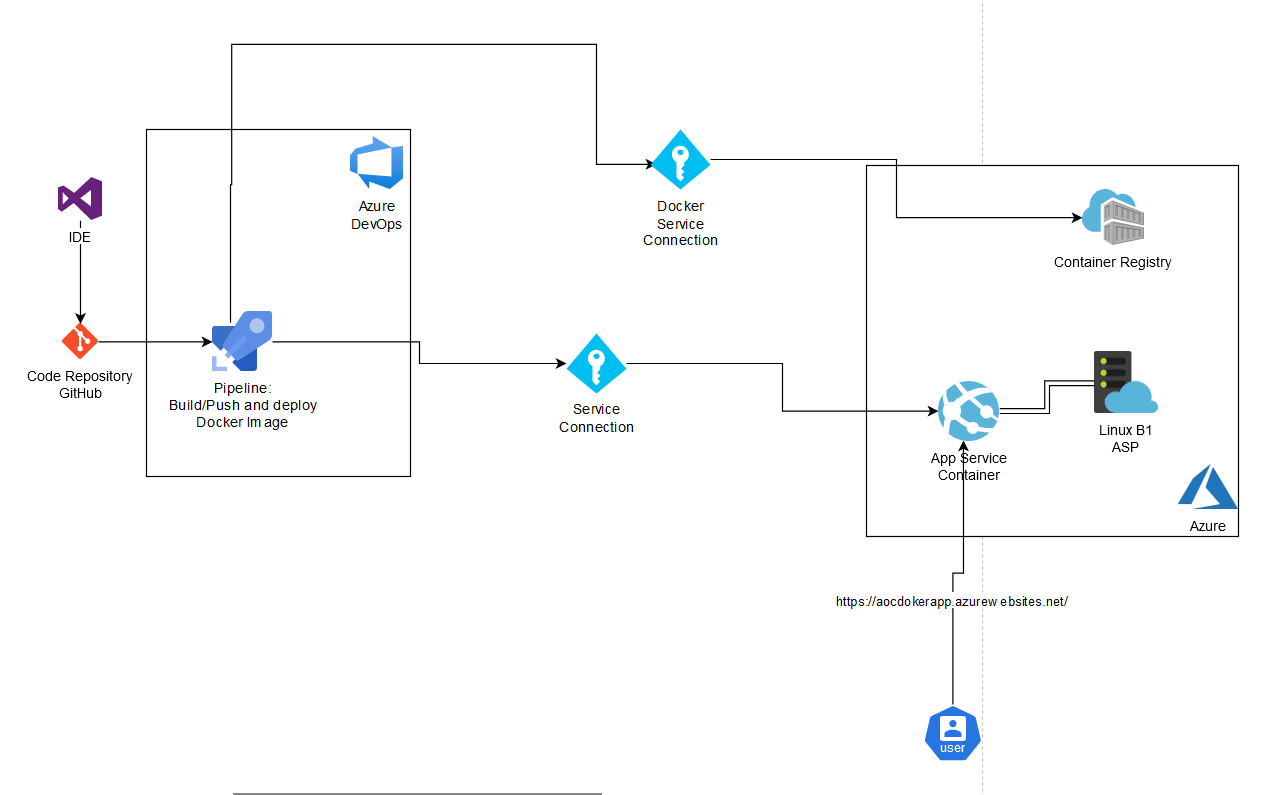 IDE
Code Repository
GitHub
Azure
DevOps
Pipeline:
Build/Push and deploy
Docker Image
Docker
Service
Connection
Service
Connection
Container Registry
App Service
Container
Linux B1
ASP
Azure
https://aocdokerapp.azurewebsites.net/
user